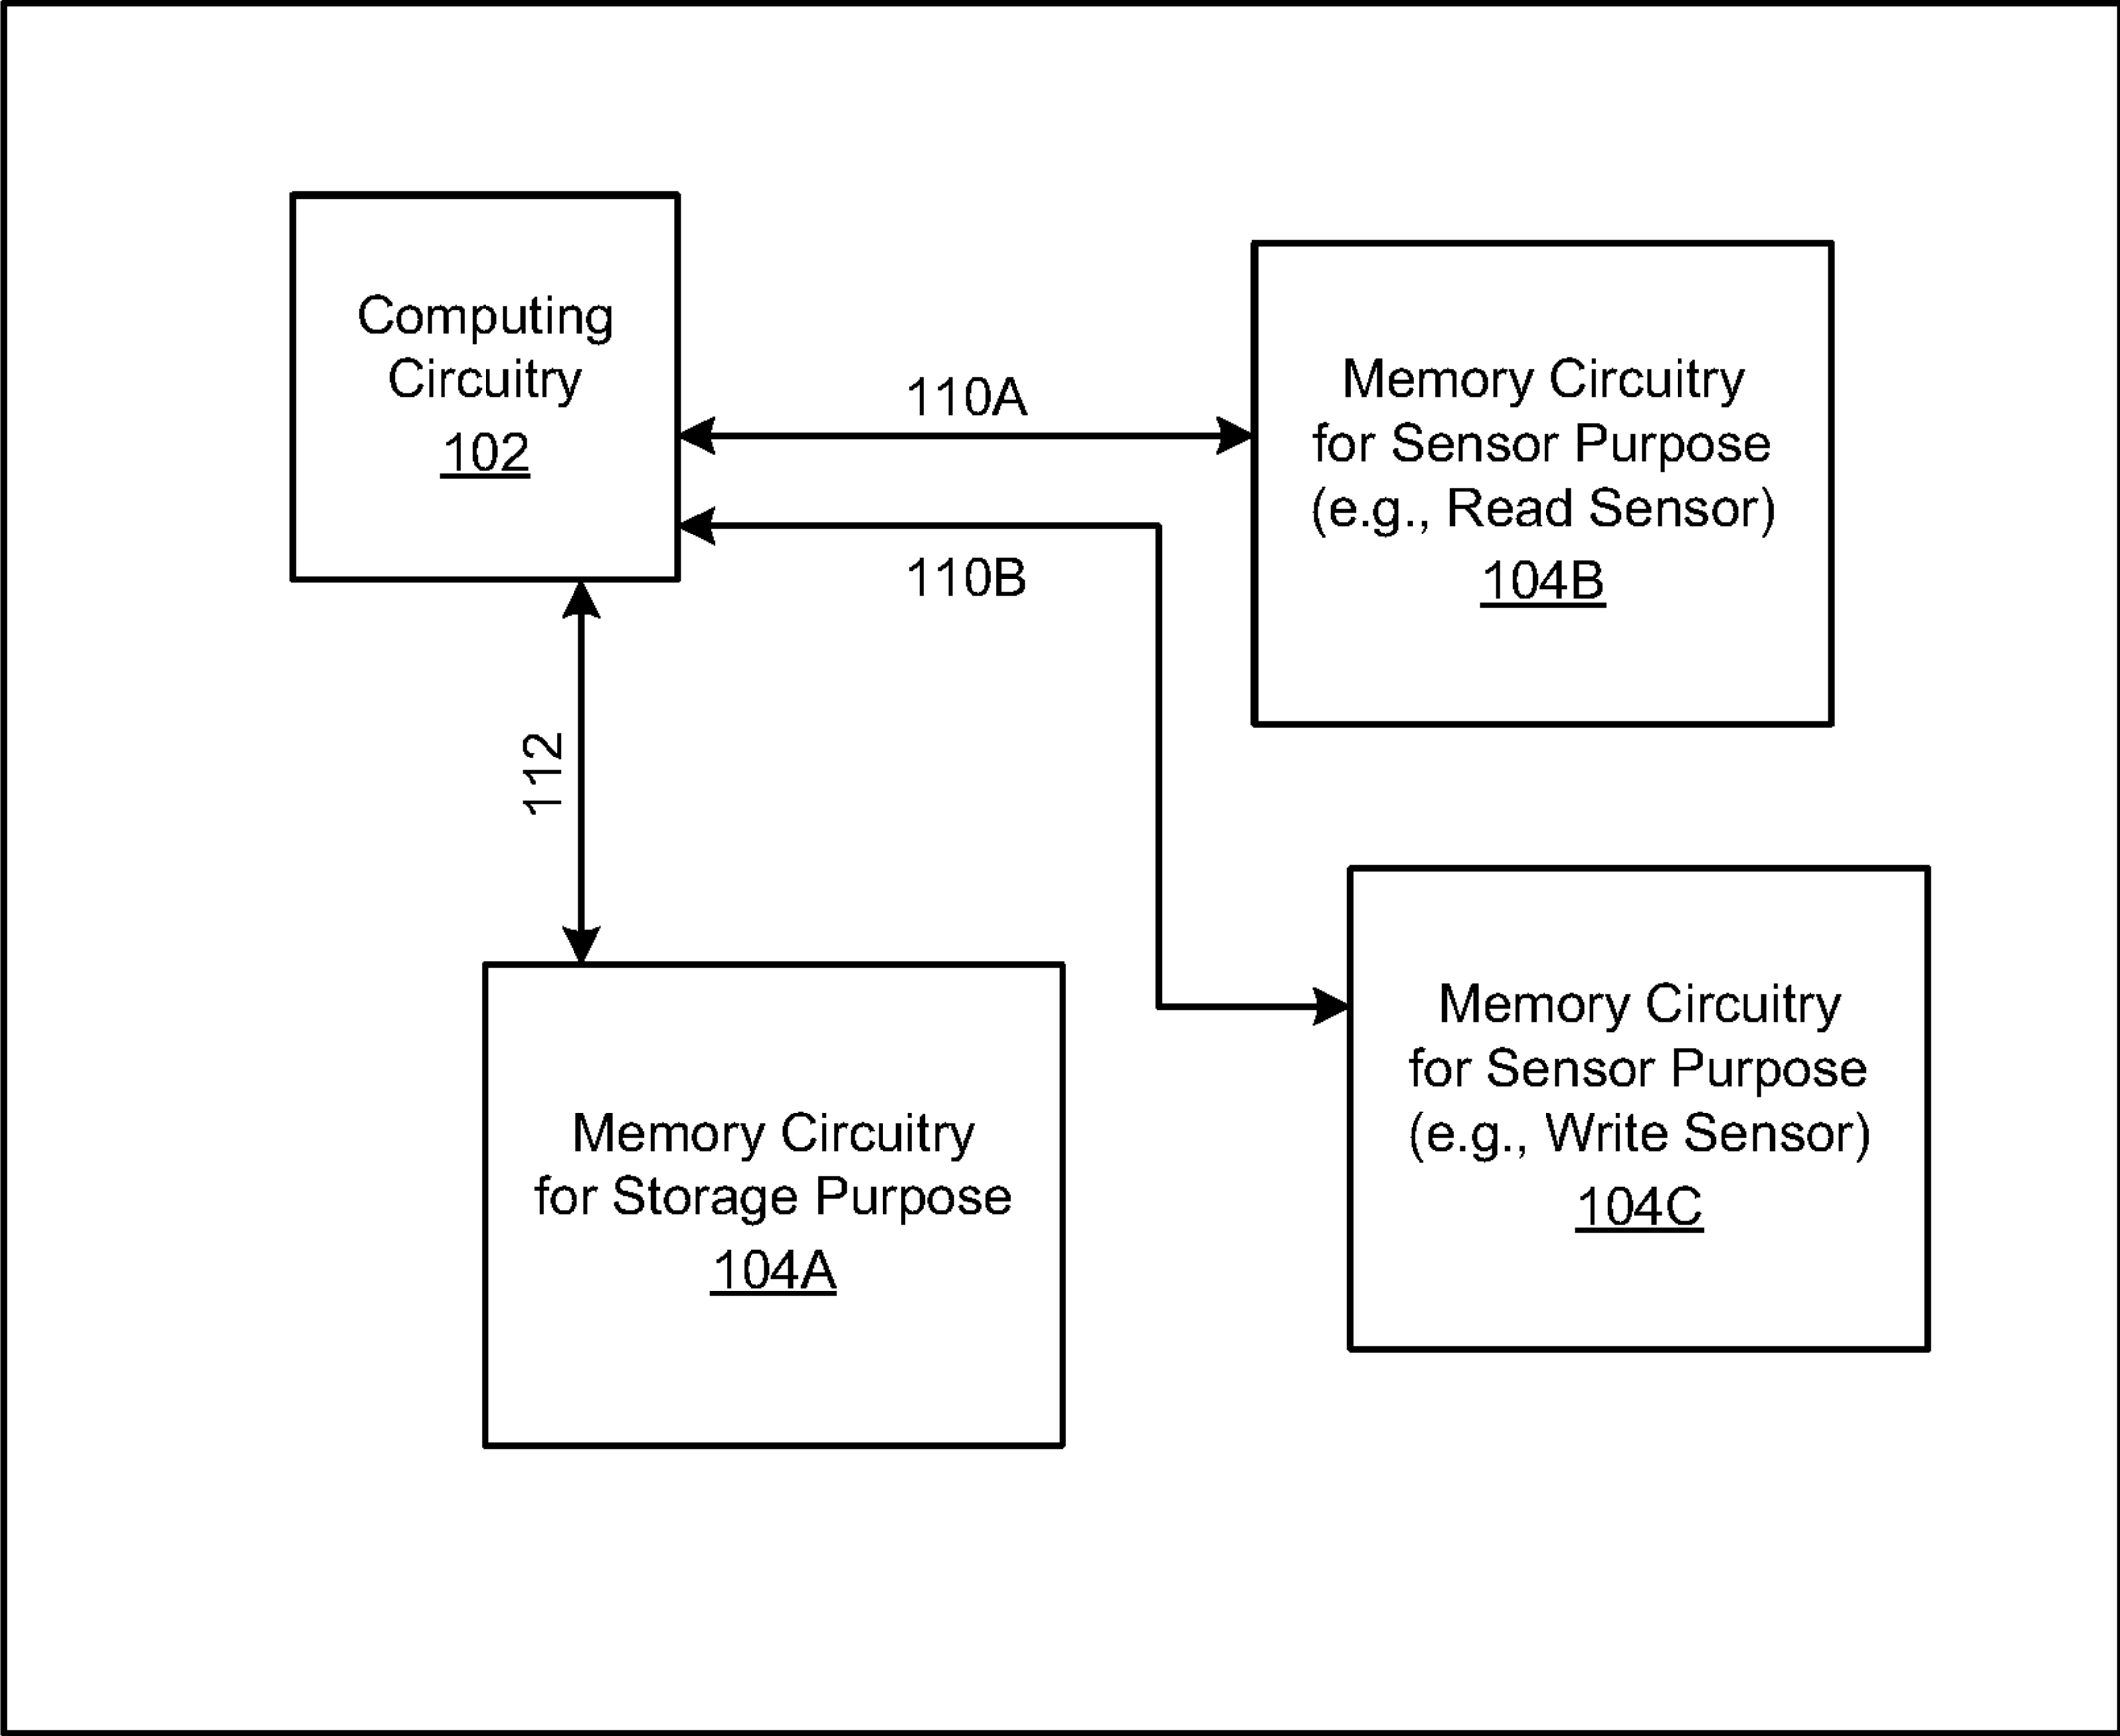 Computing
Circuitry
102
110A
110B
Memory Circuitry
for Sensor Purpose
(e.g., Read Sensor)
104B
112
Memory Circuitry
for Storage Purpose
104A
Memory Circuitry
for Sensor Purpose
(e.g., Write Sensor)
104C